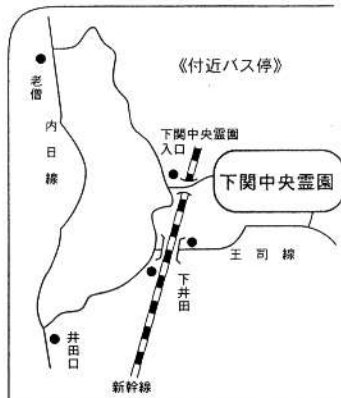 《付近バス停》
老僧
内日線
下関中央霊園
入口
下関中央霊園
王司線
下井田
井田口
新幹線